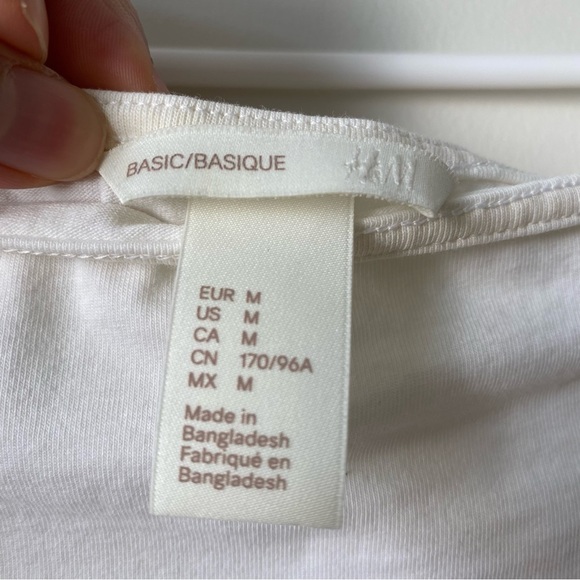 BASIC/BASIQUE
H&M
EUR M
US M
CA M
CN 170/96A
MX M
Made in
Bangladesh
Fabriqué en
Bangladesh